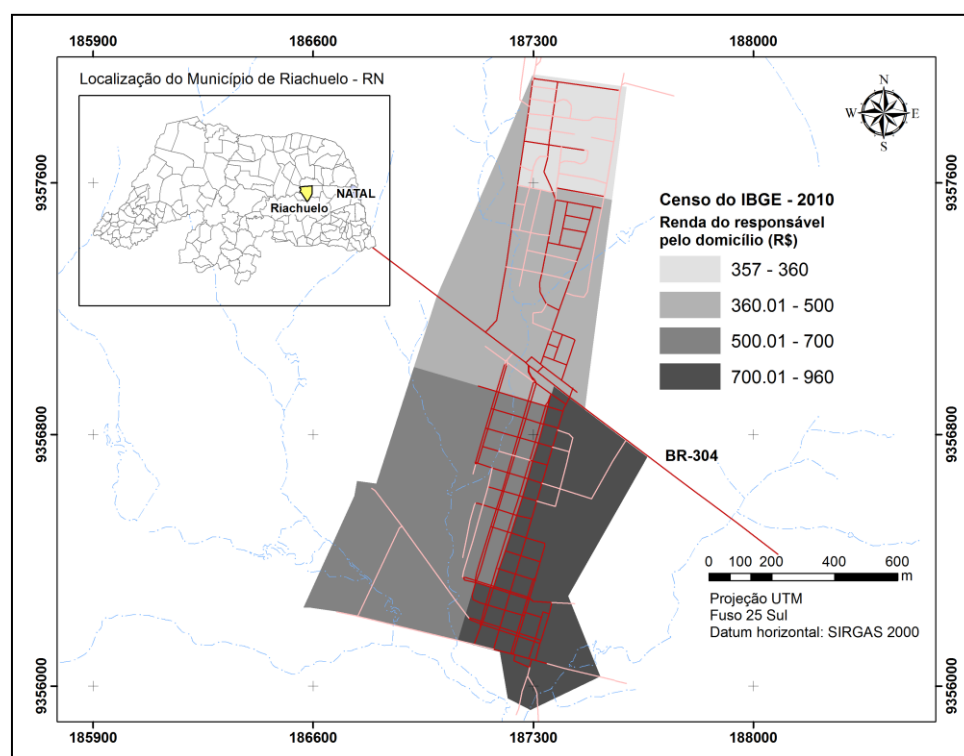 185900 186600 187300 188000
Localização do Município de Riachuelo - RN
NATAL
Riachuelo
N
W E
S
9357600 9357600
Censo do IBGE - 2010
Renda do responsável
pelo domicílio (R$)
357 - 360
360.01 - 500
500.01 - 700
700.01 - 960
9356800 9356800
BR-304
0 100 200 400 600
m
Projeção UTM
Fuso 25 Sul
Datum horizontal: SIRGAS 2000
9356000 9356000
185900 186600 187300 188000